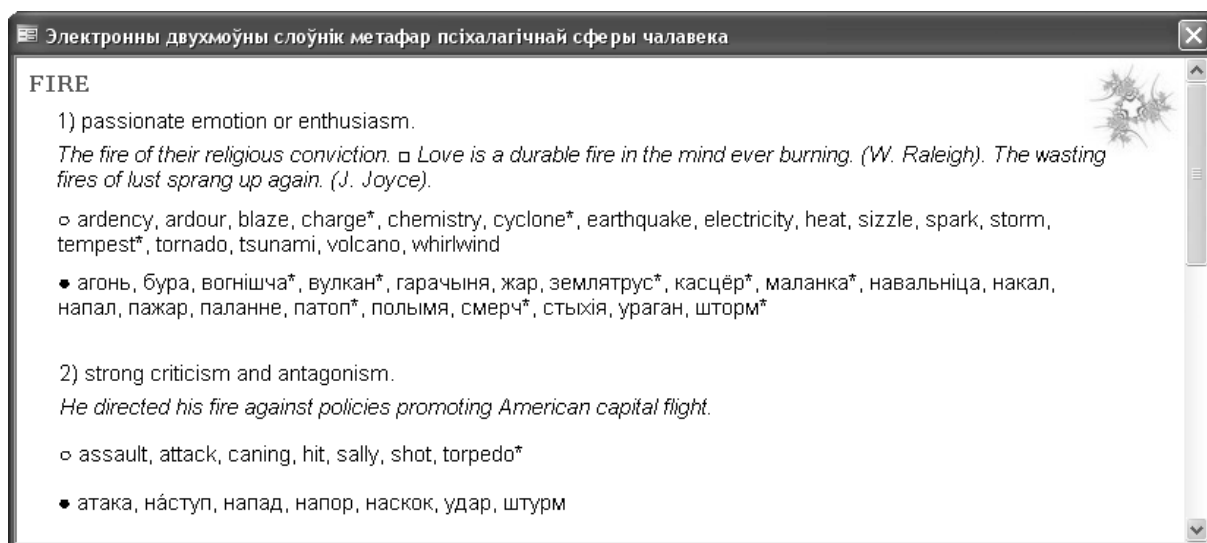 Электронны двухмоўны слоўнік метафар псіхалагічнай сферы чалавека
FIRE
1) passionate emotion or enthusiasm.
The fire of their religious conviction. □ Love is a durable fire in the mind ever burning. (W. Raleigh). The wasting
fires of lust sprang up again. (J. Joyce).
○ ardency, ardour, blaze, charge*, chemistry, cyclone*, earthquake, electricity, heat, sizzle, spark, storm,
tempest*, tornado, tsunami, volcano, whirlwind
● агонь, бура, вогнішча*, вулкан*, гарачыня, жар, землятрус*, касцёр*, маланка*, навальніца, накал,
напал, пажар, паланне, патоп*, полымя, смерч*, стыхія, ураган, шторм*
2) strong criticism and antagonism.
He directed his fire against policies promoting American capital flight.
○ assault, attack, caning, hit, sally, shot, torpedo*
● атака, на́ступ, напад, напор, наскок, удар, штурм